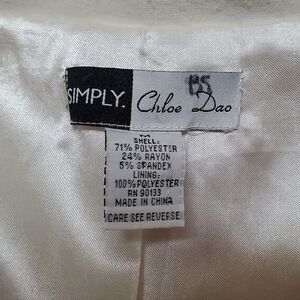 SIMPLY. Chloe Dao
M
SHELL:
71% POLYESTER
24% RAYON
5% SPANDEX
LINING:
100% POLYESTER
RN 90133
MADE IN CHINA
CARE SEE REVERSE